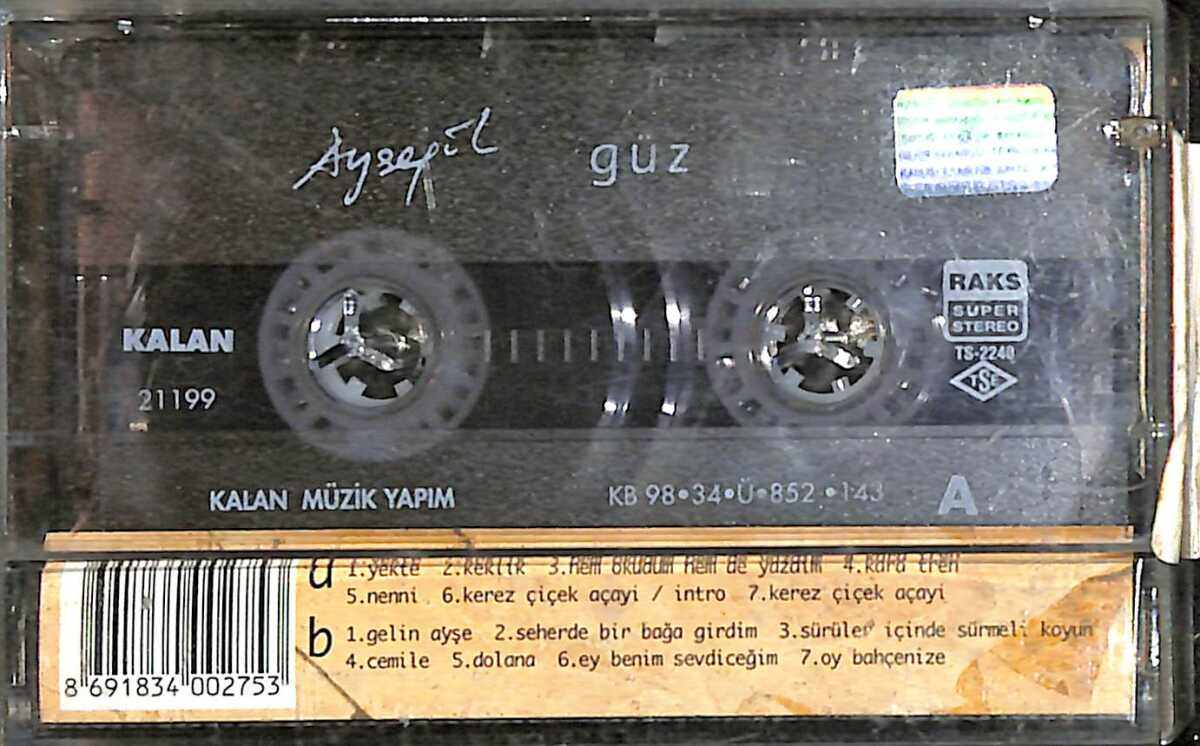 Ayşegül güz
RAKS
SUPER
STEREO
TS-2240
TSE
KALAN
21199
KALAN MÜZİK YAPIM KB 98•34•Ü•852•143 A
a 1.yekte 2.keklik 3.hem okudum hem de yazdım 4.kara tren
5.nenni 6.kerez çiçek açayi / intro 7.kerez çiçek açayi
b 1.gelin ayşe 2.seherde bir bağa girdim 3.sürüler içinde sürmeli koyun
4.cemile 5.dolana 6.ey benim sevdiceğim 7.oy bahçenize
8 691834 002753